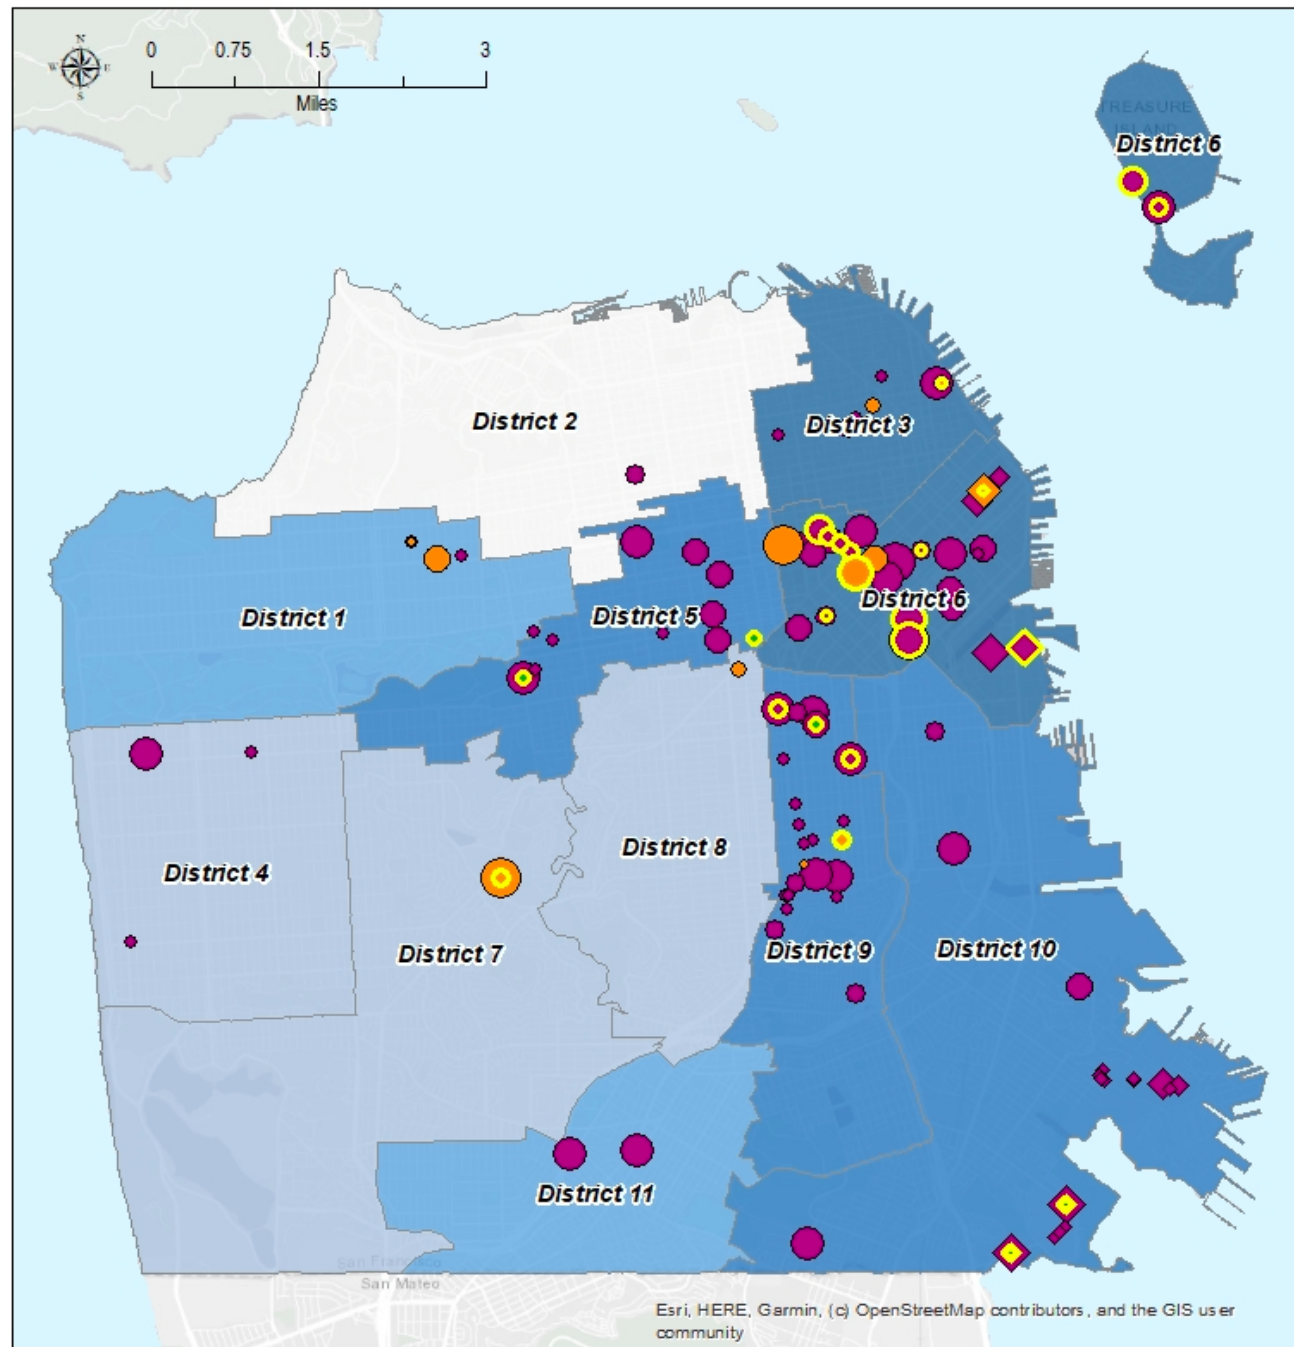 N
W E
S
0 0.75 1.5 3
Miles
TREASURE
ISLAND
District 6
District 2
District 3
District 1
District 5
District 6
District 4
District 8
District 7
District 9
District 10
District 11
San Francisco
San Mateo
Esri, HERE, Garmin, (c) OpenStreetMap contributors, and the GIS user
community